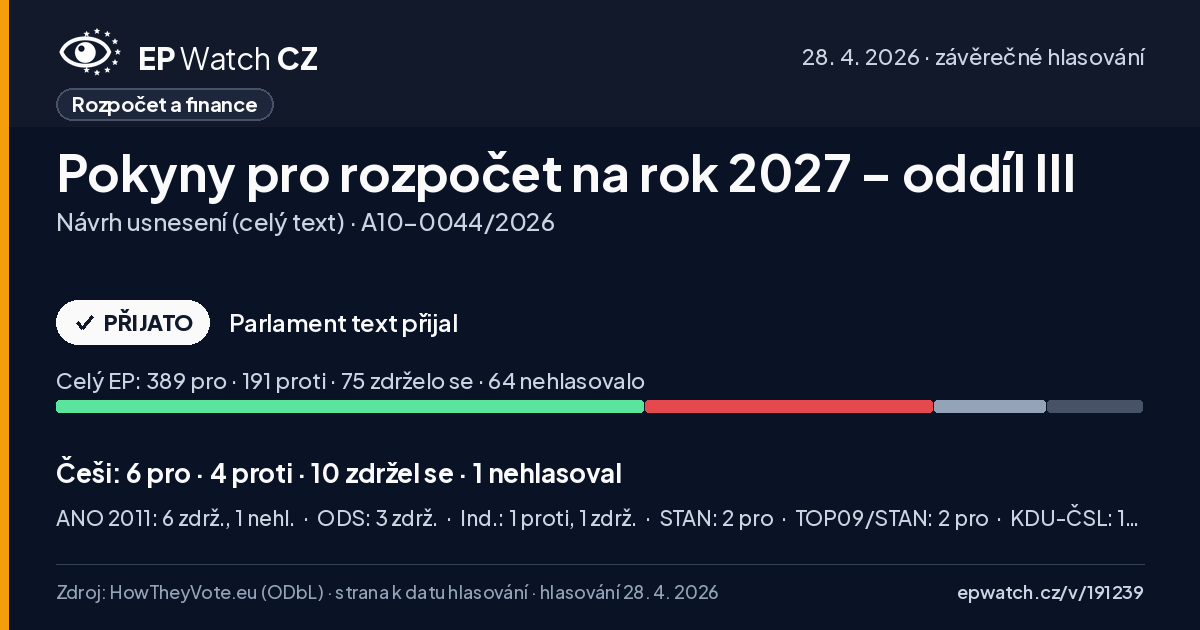 EP Watch CZ
28. 4. 2026 · závěrečné hlasování
Rozpočet a finance
Pokyny pro rozpočet na rok 2027 – oddíl III
Návrh usnesení (celý text) · A10-0044/2026
✓ PŘIJATO
Parlament text přijal
Celý EP: 389 pro · 191 proti · 75 zdrželo se · 64 nehlasovalo
Češi: 6 pro · 4 proti · 10 zdržel se · 1 nehlasoval
ANO 2011: 6 zdrž., 1 nehl. · ODS: 3 zdrž. · Ind.: 1 proti, 1 zdrž. · STAN: 2 pro · TOP09/STAN: 2 pro · KDU-ČSL: 1…
Zdroj: HowTheyVote.eu (ODbL) · strana k datu hlasování · hlasování 28. 4. 2026
epwatch.cz/v/191239